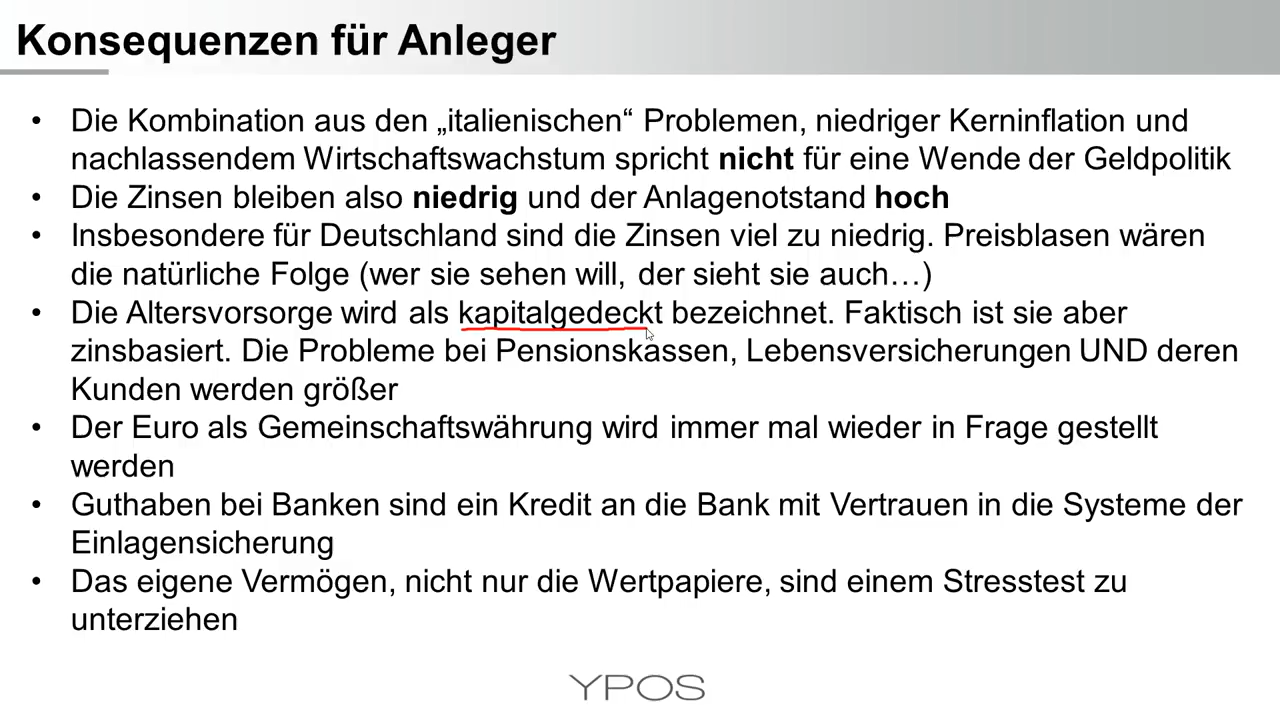 Konsequenzen für Anleger
• Die Kombination aus den „italienischen“ Problemen, niedriger Kerninflation und
nachlassendem Wirtschaftswachstum spricht nicht für eine Wende der Geldpolitik
• Die Zinsen bleiben also niedrig und der Anlagenotstand hoch
• Insbesondere für Deutschland sind die Zinsen viel zu niedrig. Preisblasen wären
die natürliche Folge (wer sie sehen will, der sieht sie auch…)
• Die Altersvorsorge wird als kapitalgedeckt bezeichnet. Faktisch ist sie aber
zinsbasiert. Die Probleme bei Pensionskassen, Lebensversicherungen UND deren
Kunden werden größer
• Der Euro als Gemeinschaftswährung wird immer mal wieder in Frage gestellt
werden
• Guthaben bei Banken sind ein Kredit an die Bank mit Vertrauen in die Systeme der
Einlagensicherung
• Das eigene Vermögen, nicht nur die Wertpapiere, sind einem Stresstest zu
unterziehen
YPOS